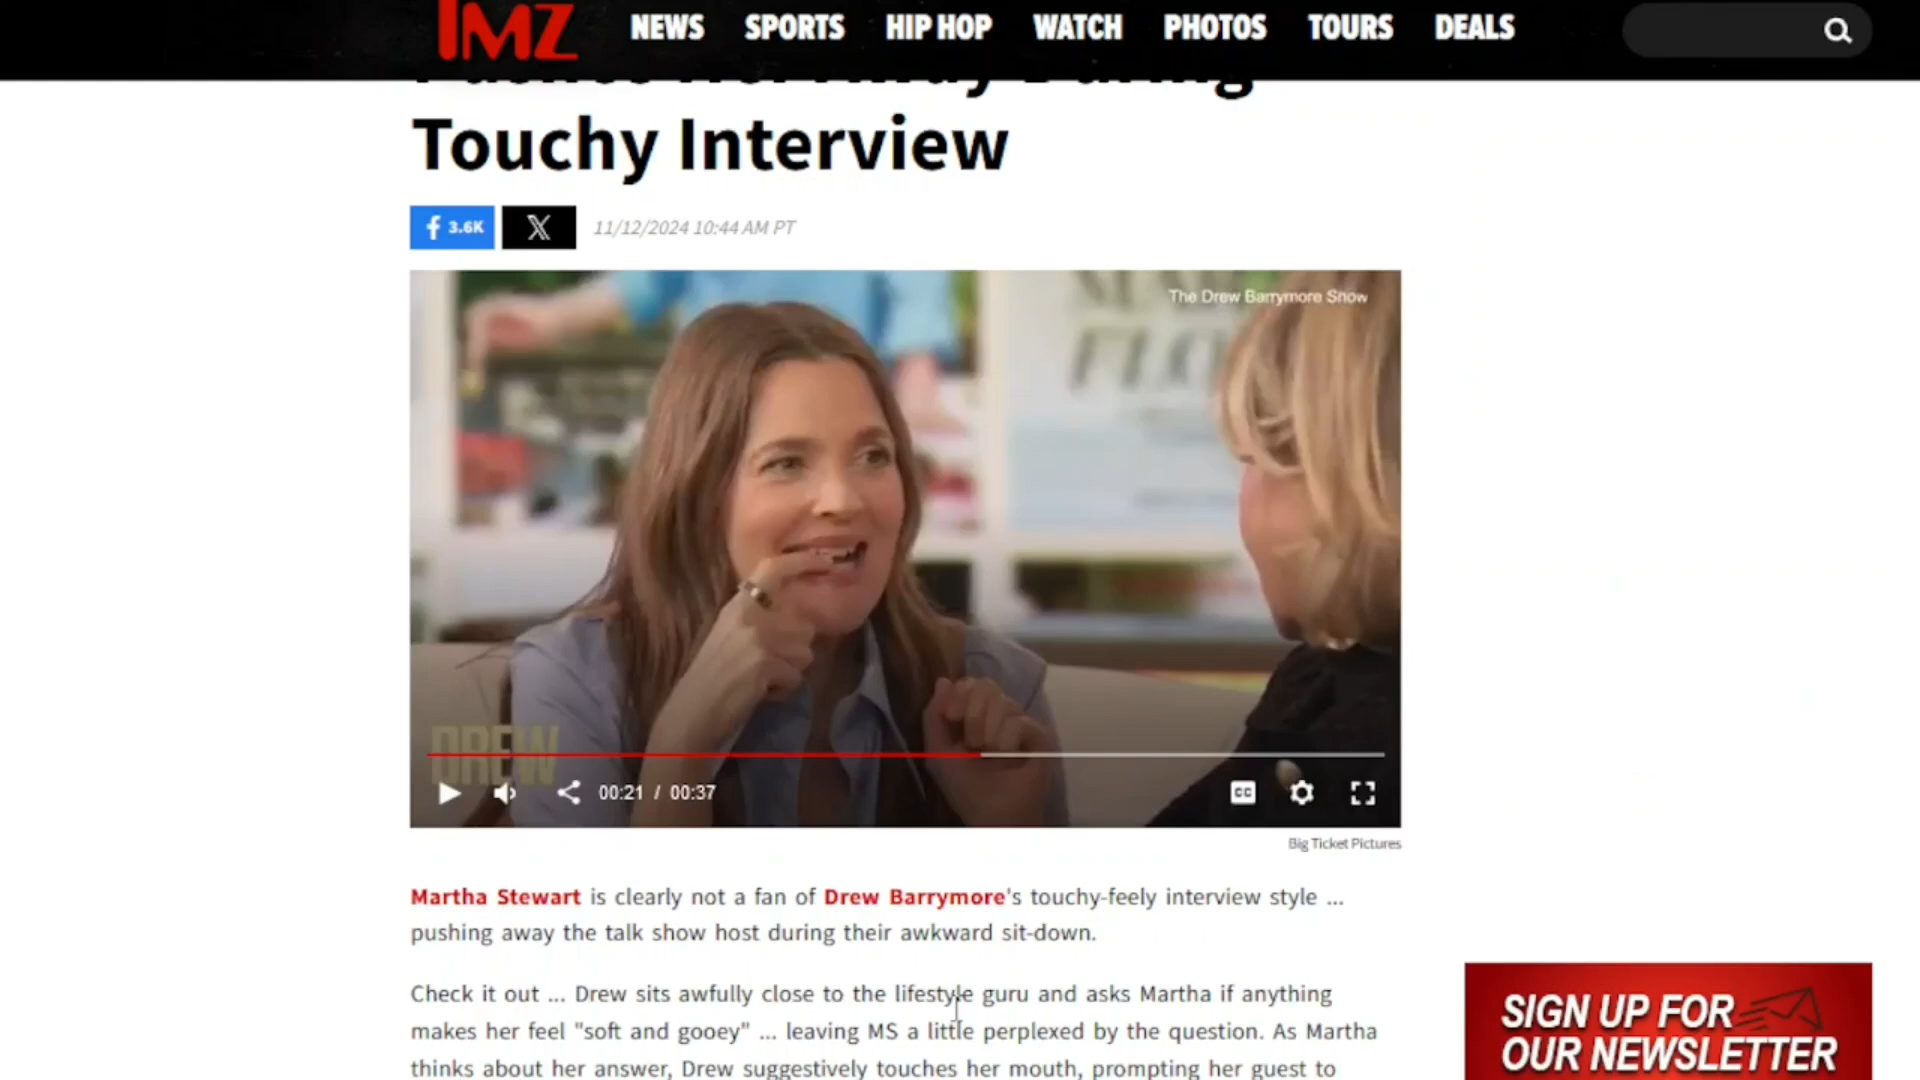 TMZ
NEWS SPORTS HIP HOP WATCH PHOTOS TOURS DEALS
Touchy Interview
3.6K
11/12/2024 10:44 AM PT
The Drew Barrymore Show
DREW
00:21 / 00:37
CC
Big Ticket Pictures
Martha Stewart is clearly not a fan of Drew Barrymore's touchy-feely interview style ...
pushing away the talk show host during their awkward sit-down.
Check it out ... Drew sits awfully close to the lifestyle guru and asks Martha if anything
makes her feel "soft and gooey" ... leaving MS a little perplexed by the question. As Martha
thinks about her answer, Drew suggestively touches her mouth, prompting her guest to
SIGN UP FOR
OUR NEWSLETTER